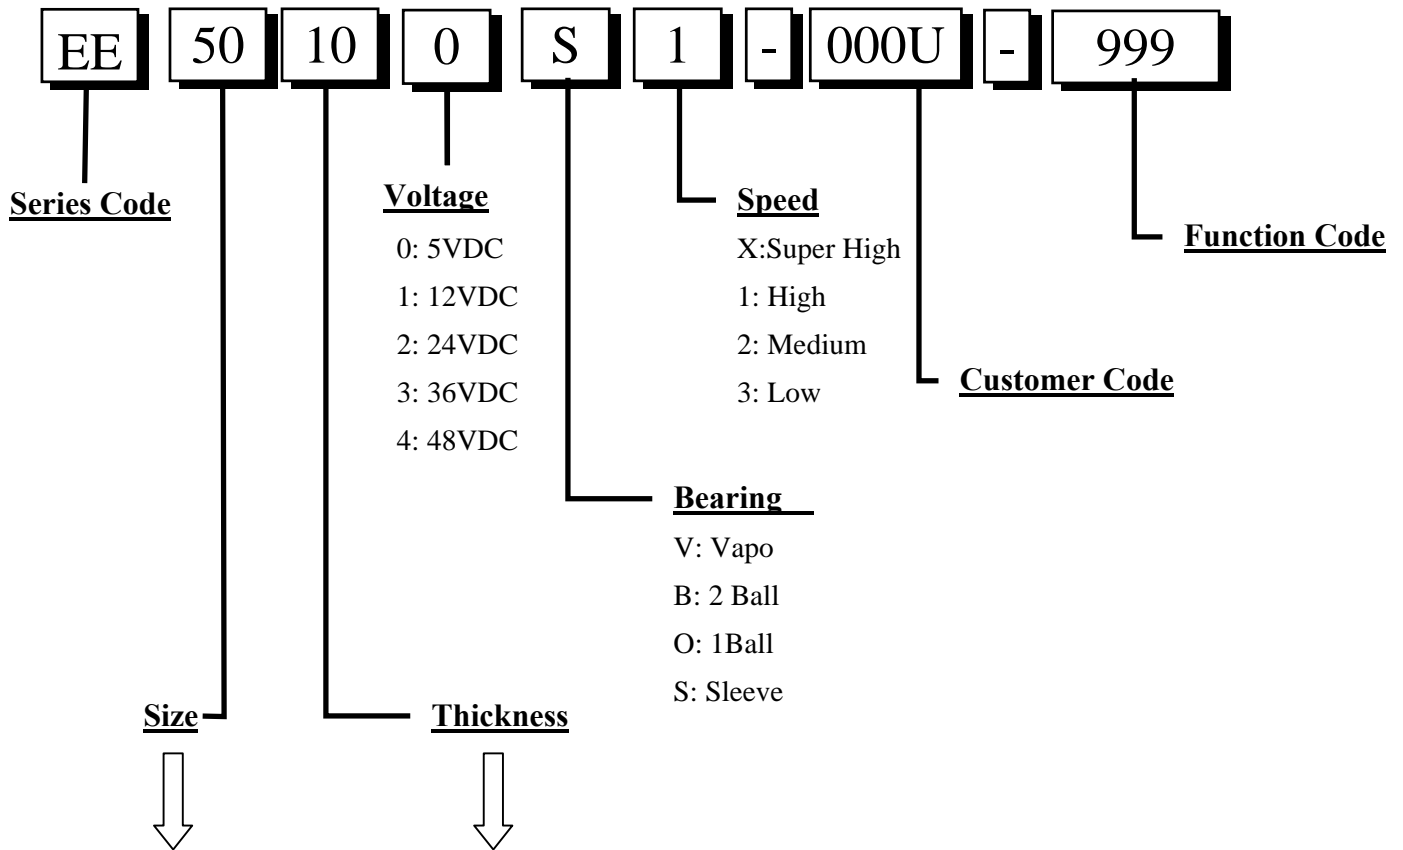 EE 50 10 0 S 1 - 000U - 999
Series Code
Voltage
0: 5VDC
1: 12VDC
2: 24VDC
3: 36VDC
4: 48VDC
Speed
X:Super High
1: High
2: Medium
3: Low
Function Code
Customer Code
Bearing
V: Vapo
B: 2 Ball
O: 1Ball
S: Sleeve
Size
Thickness